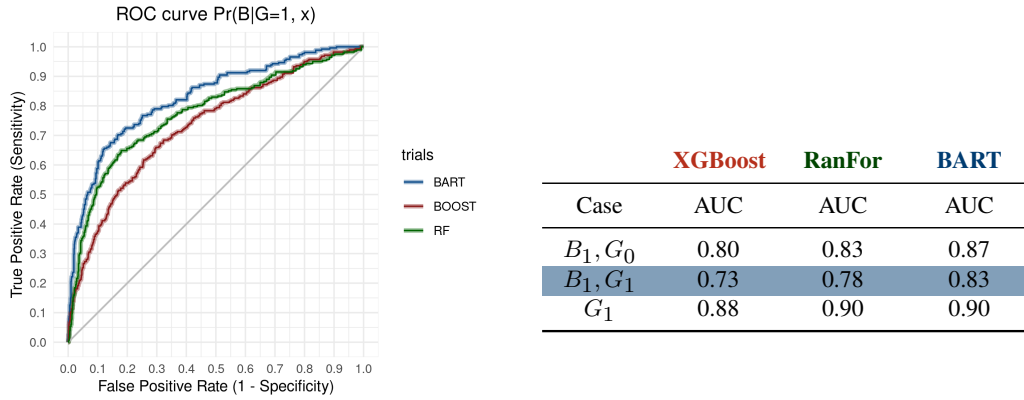 ROC curve Pr(B|G=1, x)
1.0
0.9
0.8
0.7
0.6
0.5
0.4
0.3
0.2
0.1
0.0
True Positive Rate (Sensitivity)
0.0 0.1 0.2 0.3 0.4 0.5 0.6 0.7 0.8 0.9 1.0
False Positive Rate (1 - Specificity)
trials
BART
BOOST
RF
XGBoost RanFor BART
Case AUC AUC AUC
B₁, G₀ 0.80 0.83 0.87
B₁, G₁ 0.73 0.78 0.83
G₁ 0.88 0.90 0.90